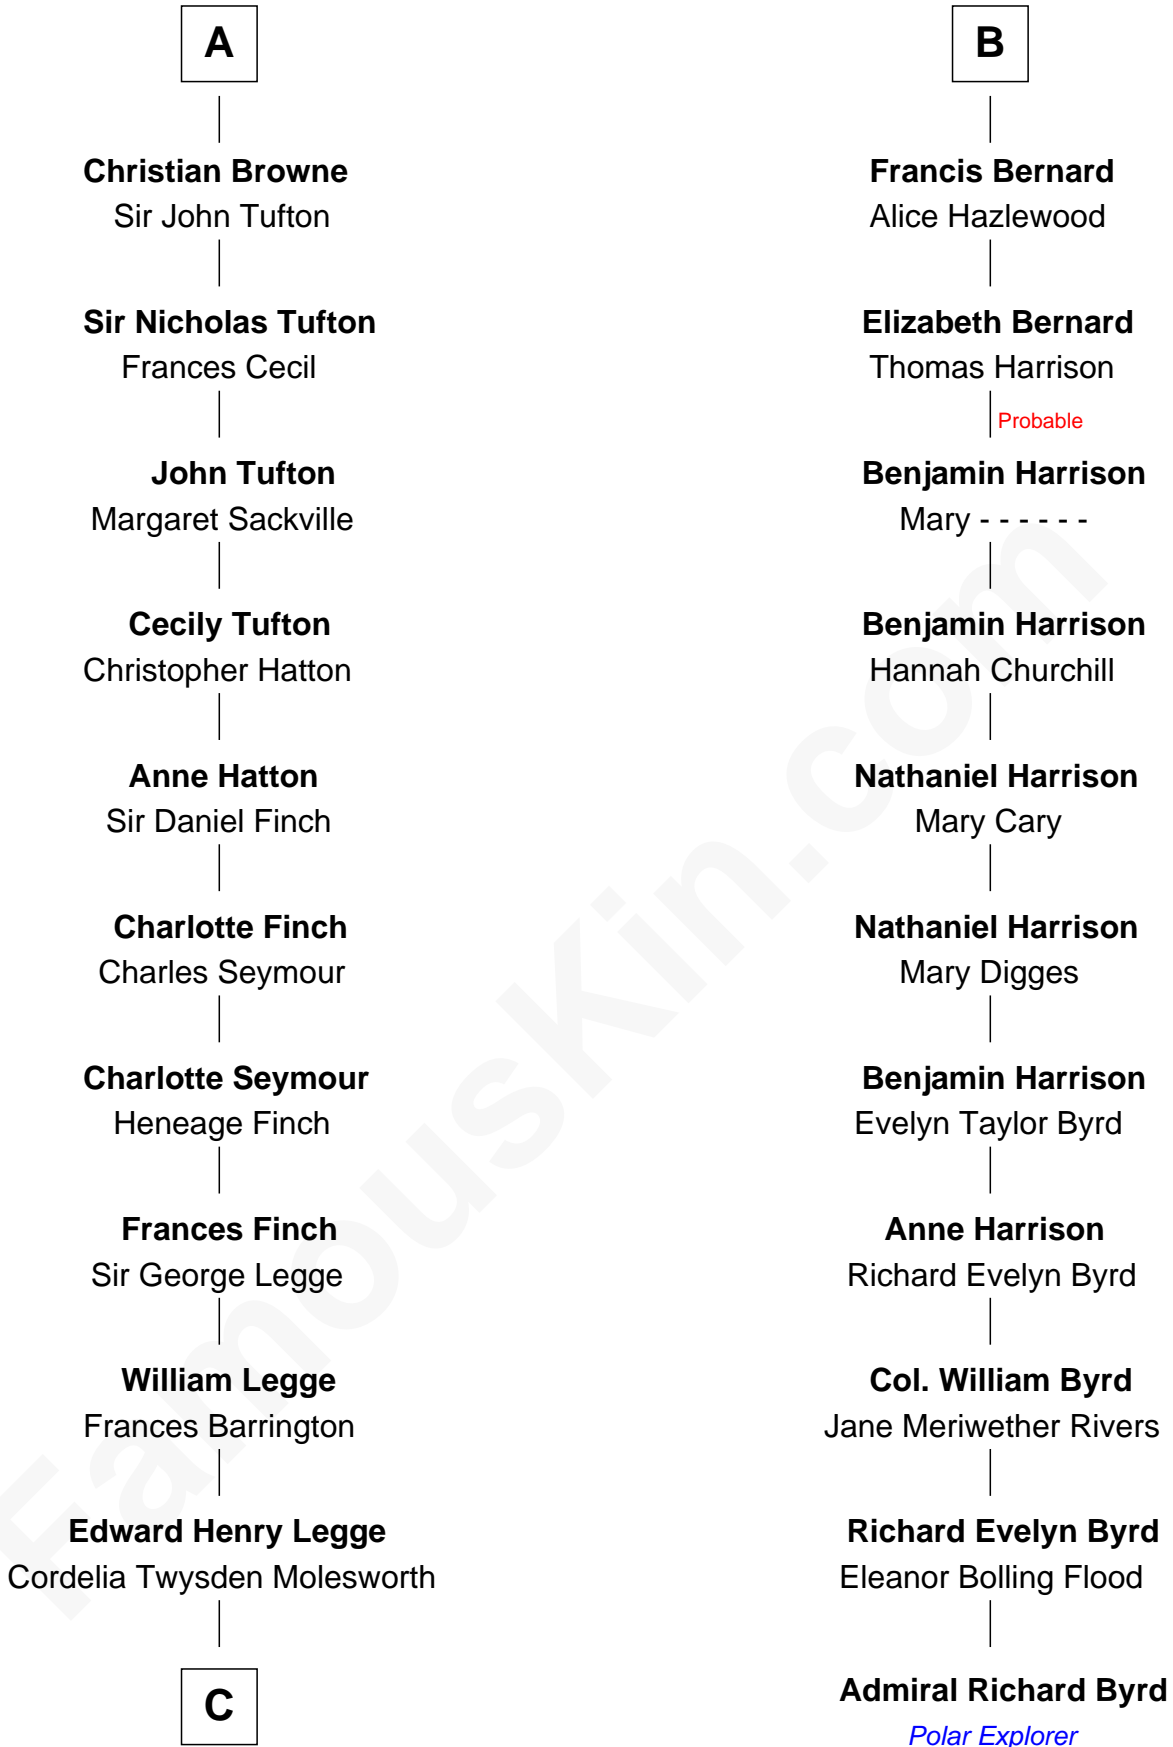 A
Christian Browne
Sir John Tufton
Sir Nicholas Tufton
Frances Cecil
John Tufton
Margaret Sackville
Cecily Tufton
Christopher Hatton
Anne Hatton
Sir Daniel Finch
Charlotte Finch
Charles Seymour
Charlotte Seymour
Heneage Finch
Frances Finch
Sir George Legge
William Legge
Frances Barrington
Edward Henry Legge
Cordelia Twysden Molesworth
C
B
Francis Bernard
Alice Hazlewood
Elizabeth Bernard
Thomas Harrison
Probable
Benjamin Harrison
Mary - - - - - -
Benjamin Harrison
Hannah Churchill
Nathaniel Harrison
Mary Cary
Nathaniel Harrison
Mary Digges
Benjamin Harrison
Evelyn Taylor Byrd
Anne Harrison
Richard Evelyn Byrd
Col. William Byrd
Jane Meriwether Rivers
Richard Evelyn Byrd
Eleanor Bolling Flood
Admiral Richard Byrd
Polar Explorer
FamousKin.com